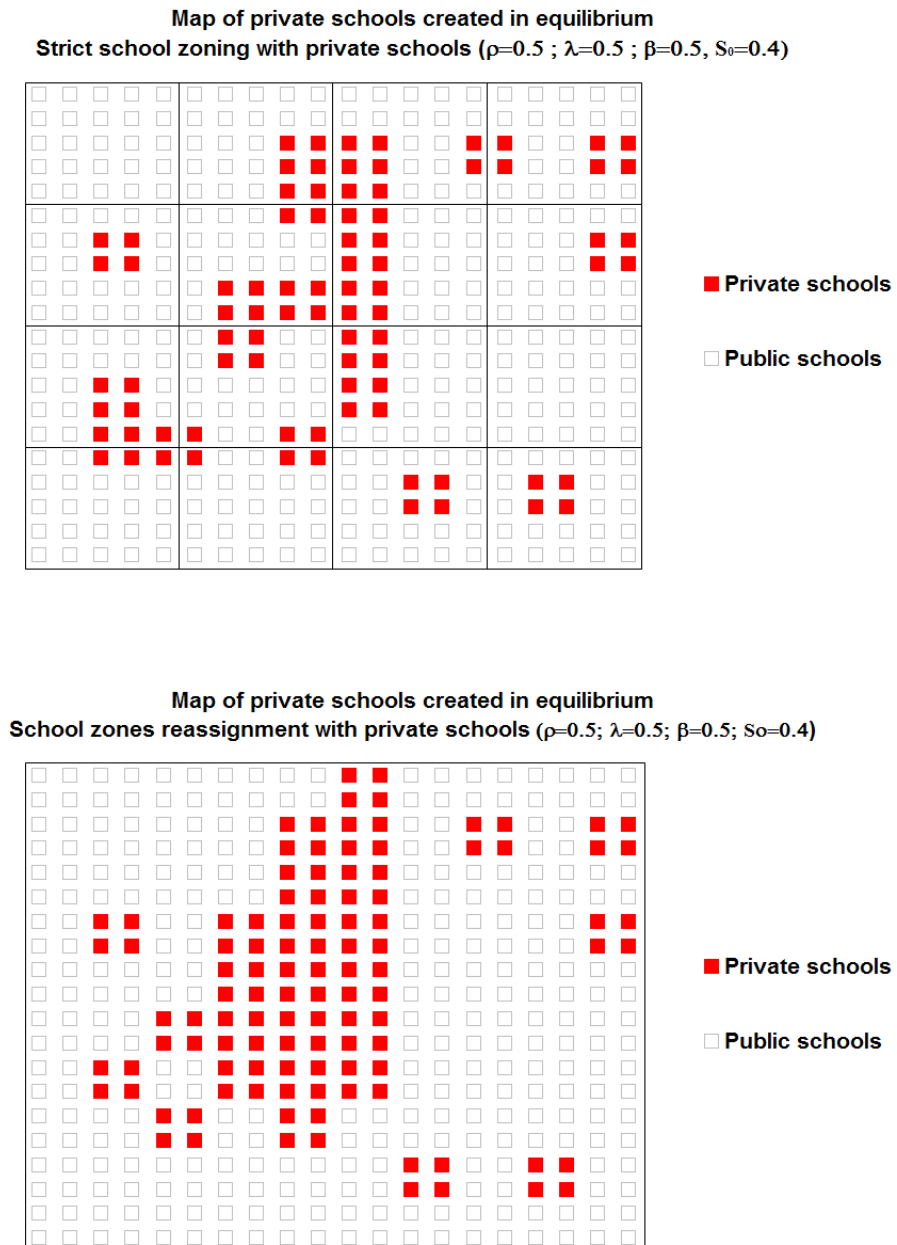 Map of private schools created in equilibrium
Strict school zoning with private schools (ρ=0.5 ; λ=0.5 ; β=0.5, S₀=0.4)
Private schools
Public schools
Map of private schools created in equilibrium
School zones reassignment with private schools (ρ=0.5; λ=0.5; β=0.5; So=0.4)
Private schools
Public schools